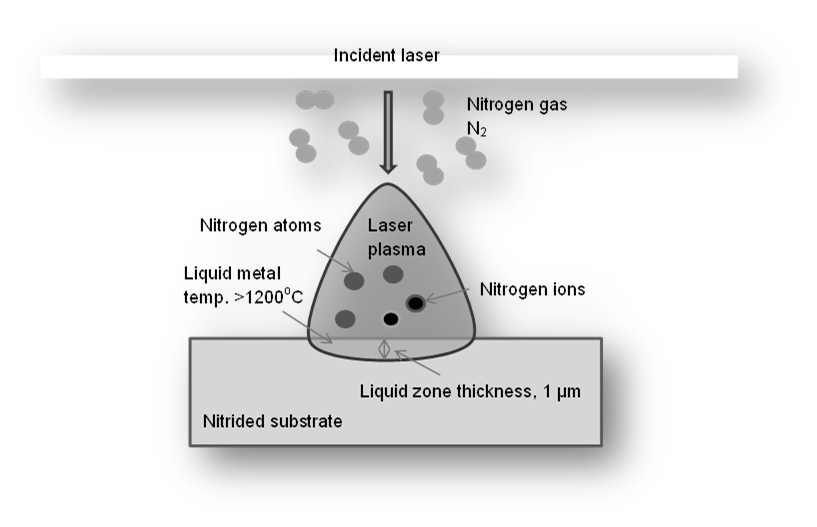 Incident laser
Nitrogen gas
N₂
Nitrogen atoms
Laser
plasma
Liquid metal
temp. >1200⁰C
Nitrogen ions
Liquid zone thickness, 1 μm
Nitrided substrate